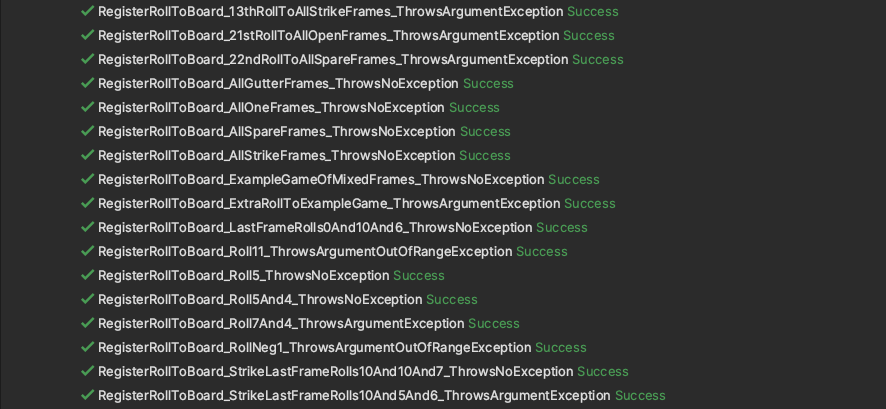 RegisterRollToBoard_13thRollToAllStrikeFrames_ThrowsArgumentException Success
RegisterRollToBoard_21stRollToAllOpenFrames_ThrowsArgumentException Success
RegisterRollToBoard_22ndRollToAllSpareFrames_ThrowsArgumentException Success
RegisterRollToBoard_AllGutterFrames_ThrowsNoException Success
RegisterRollToBoard_AllOneFrames_ThrowsNoException Success
RegisterRollToBoard_AllSpareFrames_ThrowsNoException Success
RegisterRollToBoard_AllStrikeFrames_ThrowsNoException Success
RegisterRollToBoard_ExampleGameOfMixedFrames_ThrowsNoException Success
RegisterRollToBoard_ExtraRollToExampleGame_ThrowsArgumentException Success
RegisterRollToBoard_LastFrameRolls0And10And6_ThrowsNoException Success
RegisterRollToBoard_Roll11_ThrowsArgumentOutOfRangeException Success
RegisterRollToBoard_Roll5_ThrowsNoException Success
RegisterRollToBoard_Roll5And4_ThrowsNoException Success
RegisterRollToBoard_Roll7And4_ThrowsArgumentException Success
RegisterRollToBoard_RollNeg1_ThrowsArgumentOutOfRangeException Success
RegisterRollToBoard_StrikeLastFrameRolls10And10And7_ThrowsNoException Success
RegisterRollToBoard_StrikeLastFrameRolls10And5And6_ThrowsArgumentException Success